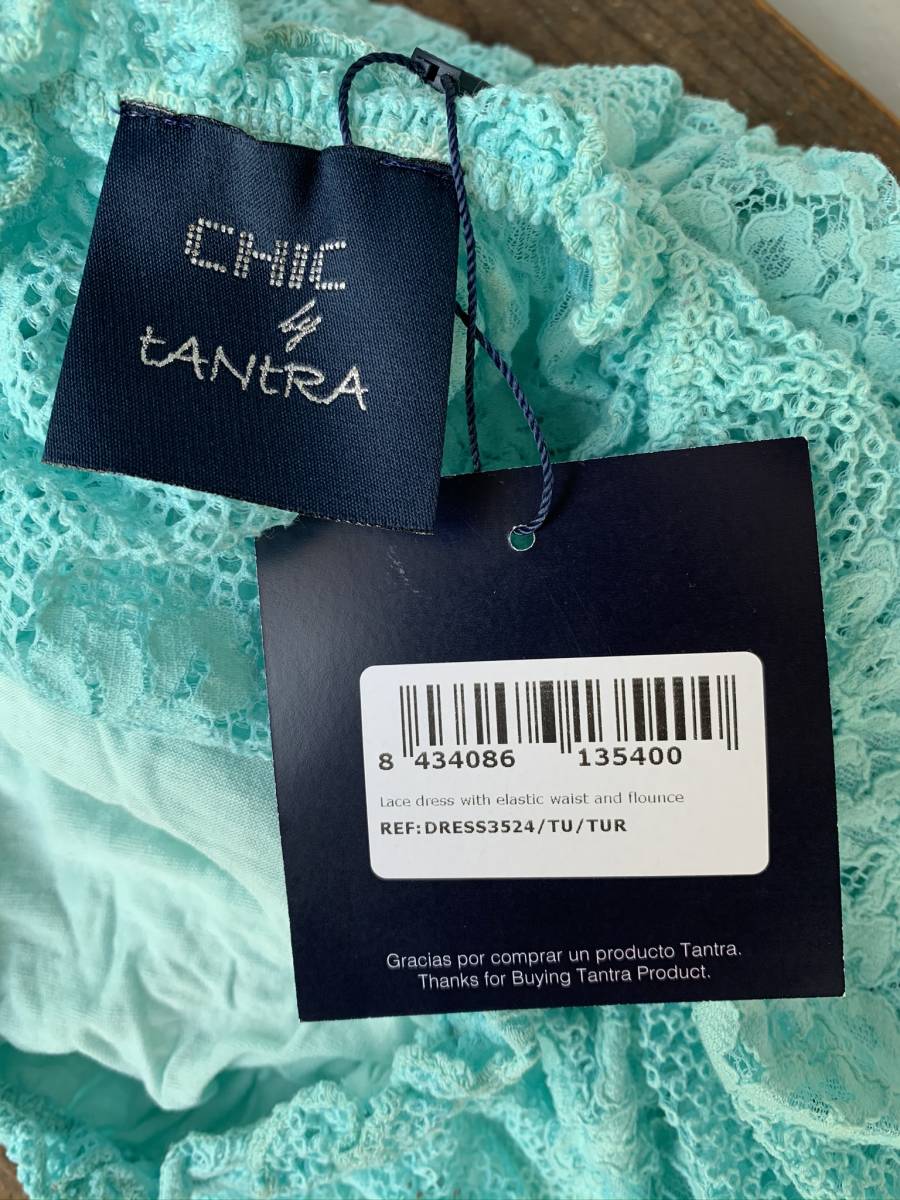 CHIC
by
tANtRA
8 434086 135400
Lace dress with elastic waist and flounce
REF:DRESS3524/TU/TUR
Gracias por comprar un producto Tantra.
Thanks for Buying Tantra Product.